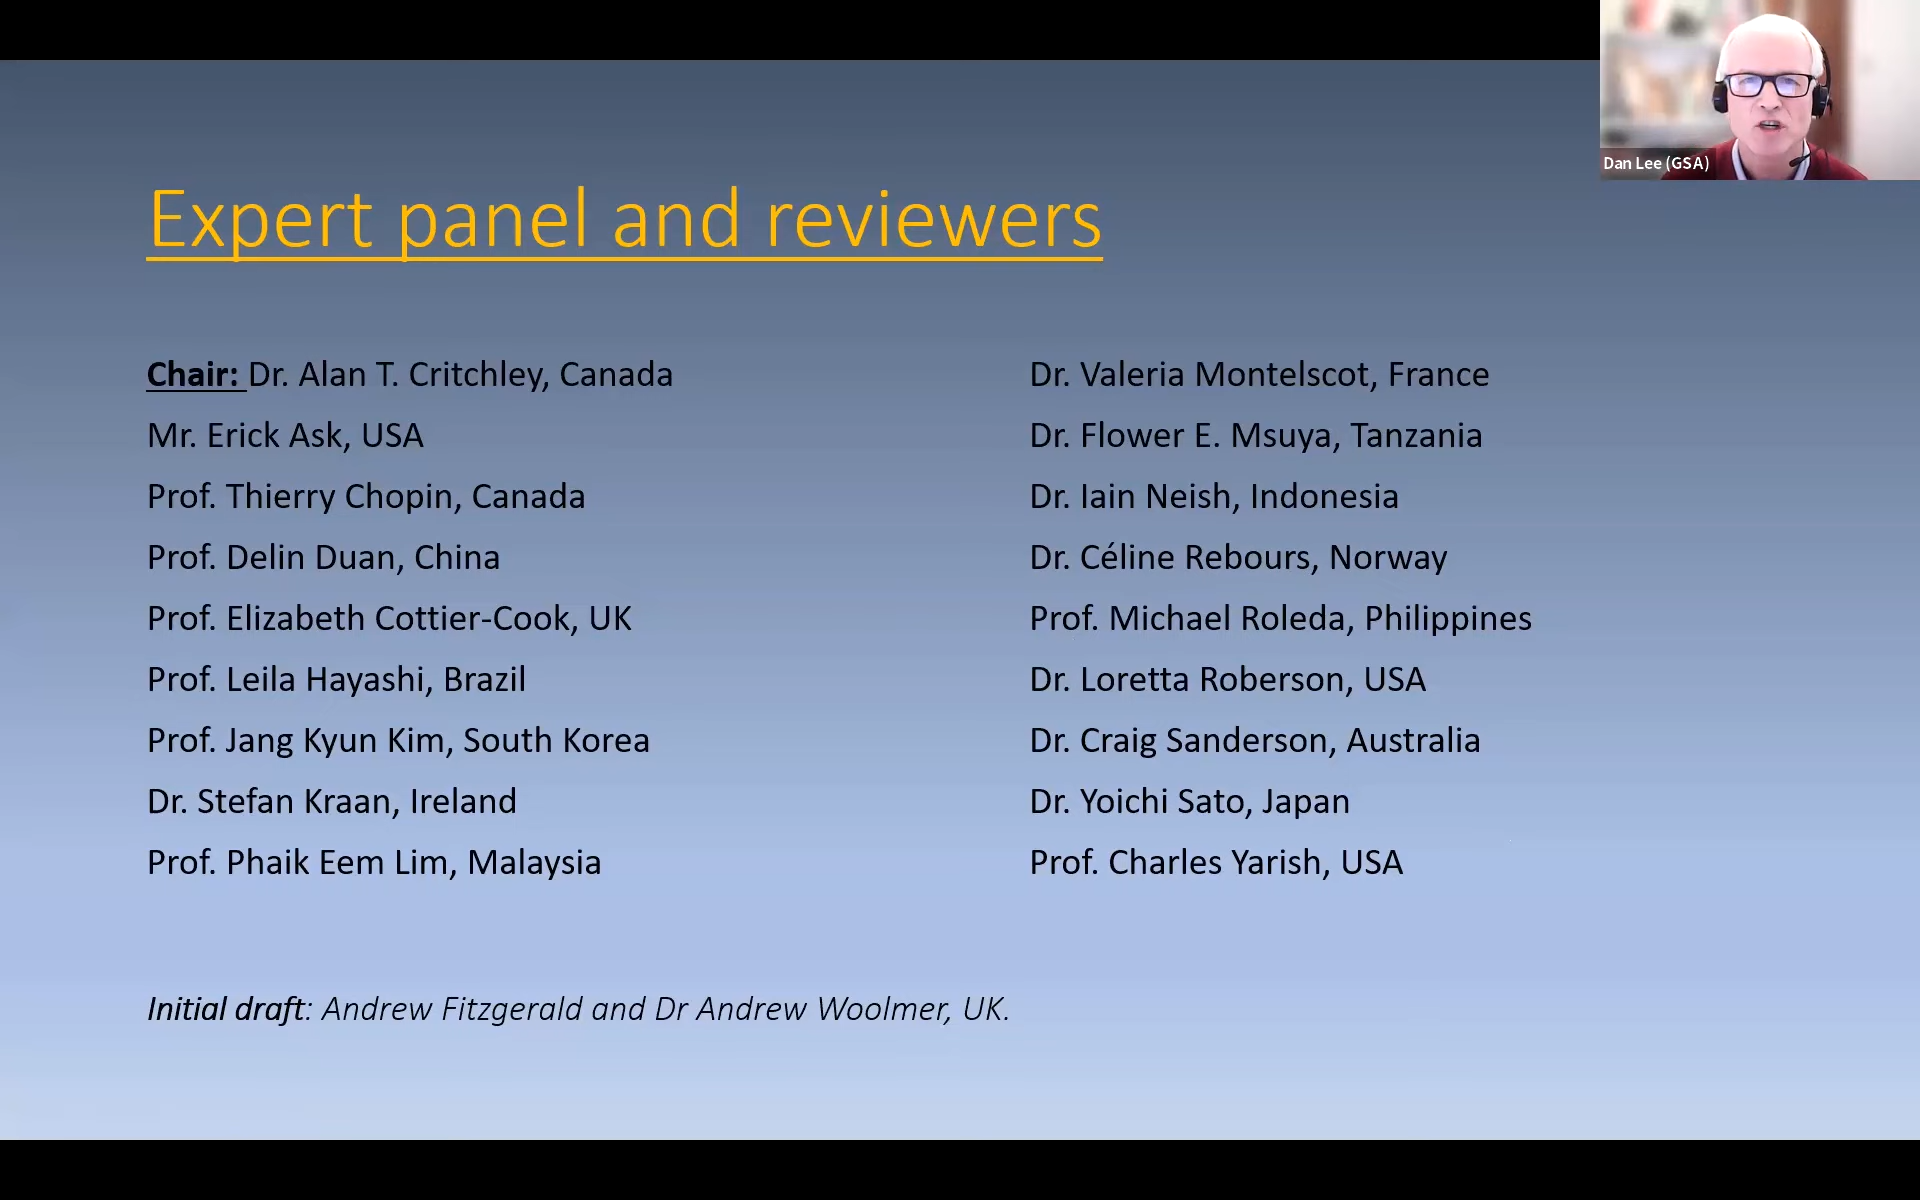 Dan Lee (GSA)
Expert panel and reviewers
Chair: Dr. Alan T. Critchley, Canada
Mr. Erick Ask, USA
Prof. Thierry Chopin, Canada
Prof. Delin Duan, China
Prof. Elizabeth Cottier-Cook, UK
Prof. Leila Hayashi, Brazil
Prof. Jang Kyun Kim, South Korea
Dr. Stefan Kraan, Ireland
Prof. Phaik Eem Lim, Malaysia
Dr. Valeria Montelscot, France
Dr. Flower E. Msuya, Tanzania
Dr. Iain Neish, Indonesia
Dr. Céline Rebours, Norway
Prof. Michael Roleda, Philippines
Dr. Loretta Roberson, USA
Dr. Craig Sanderson, Australia
Dr. Yoichi Sato, Japan
Prof. Charles Yarish, USA
Initial draft: Andrew Fitzgerald and Dr Andrew Woolmer, UK.